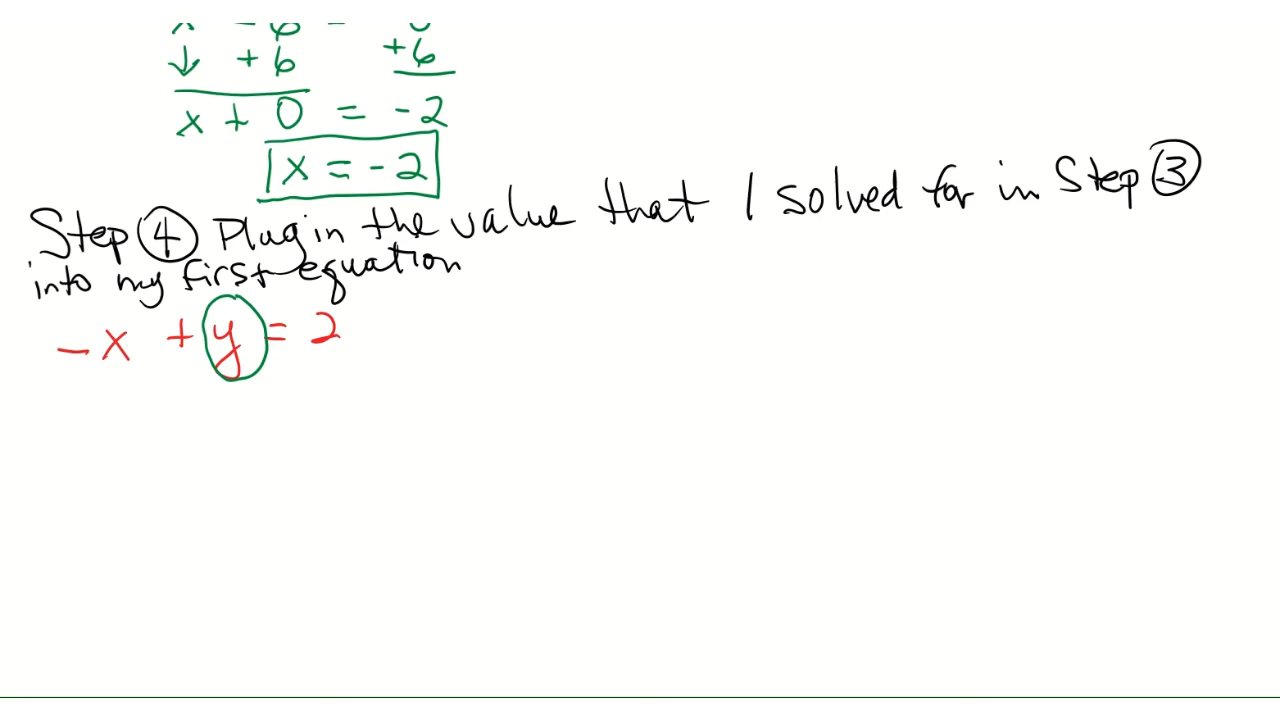 ↓ + 6 +6
x + 0 = -2
x = -2
Step ④ Plug in the value that I solved for in Step ③
into my first equation
-x + y = 2